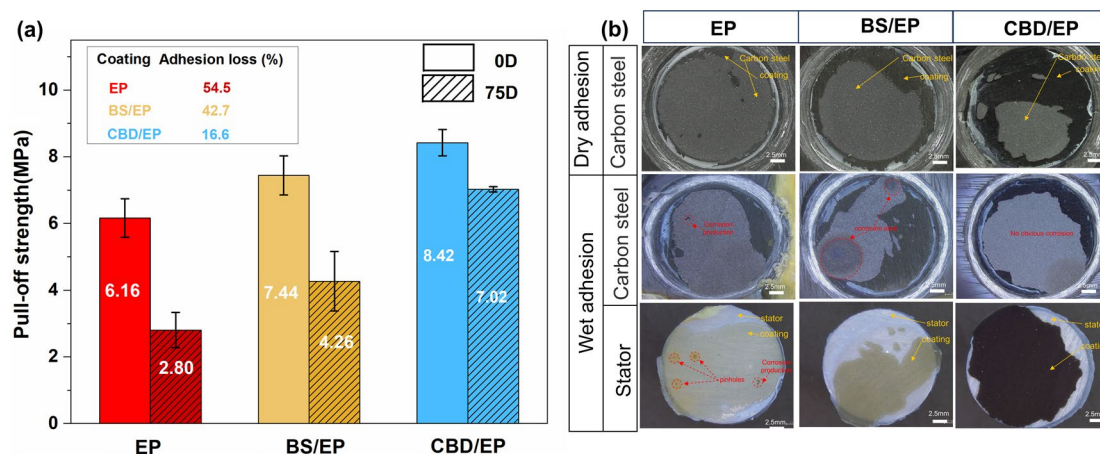 (a)
Coating Adhesion loss (%)
EP 54.5
BS/EP 42.7
CBD/EP 16.6
0D
75D
Pull-off strength(MPa)
10
8
6
4
2
0
6.16
2.80
7.44
4.26
8.42
7.02
EP
BS/EP
CBD/EP
(b)
EP
BS/EP
CBD/EP
Dry adhesion
Carbon steel
Carbon steel
coating
2.5mm
Carbon steel
coating
2.5mm
Carbon steel
2.5mm
Wet adhesion
Carbon steel
Corrosion
production
2.5mm
2.5mm
No obvious corrosion
2.5mm
Stator
stator
coating
pinholes
Corrosion
2.5mm
stator
coating
2.5mm
stator
coating
2.5mm